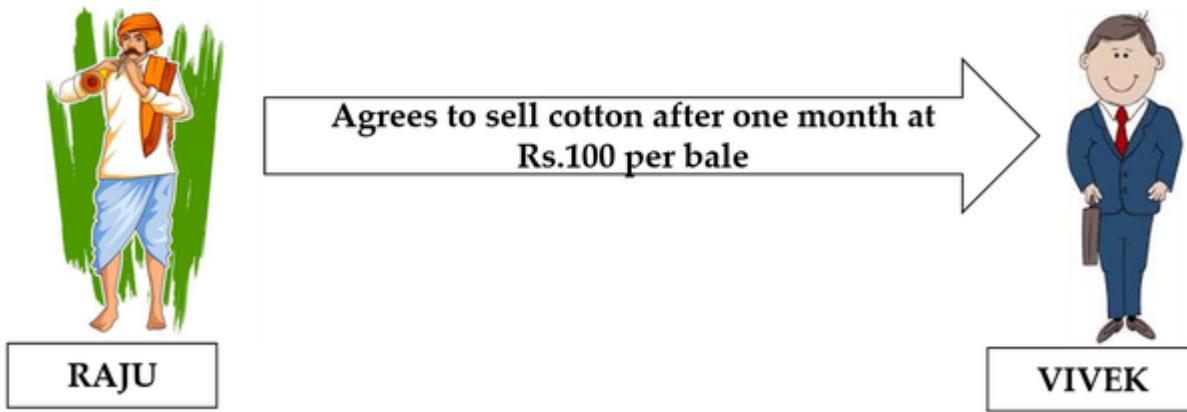 Agrees to sell cotton after one month at
Rs.100 per bale
RAJU
VIVEK